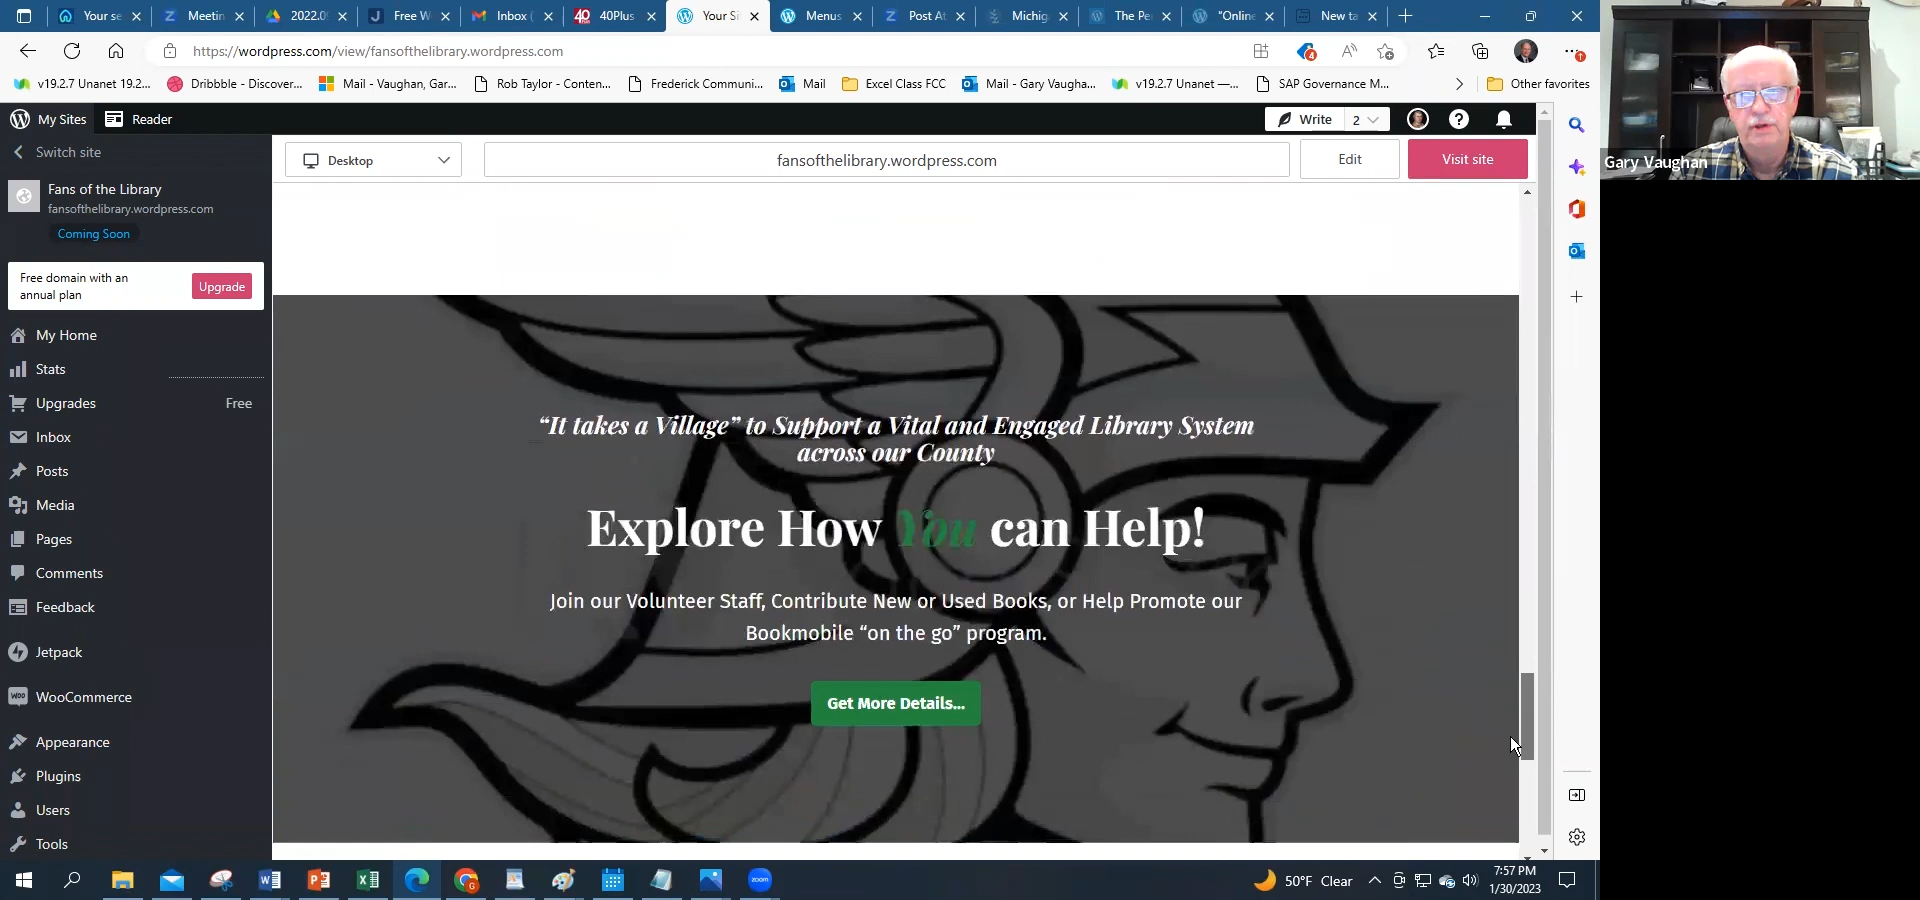 Your se
Meetin
2022.0
Free W
Inbox (
40Plus
Your Si
Menus
Post At
Michig
The Pe
"Online
New ta
https://wordpress.com/view/fansofthelibrary.wordpress.com
4
v19.2.7 Unanet 19.2...
Dribbble - Discover...
Mail - Vaughan, Gar...
Rob Taylor - Conten...
Frederick Communi...
Mail
Excel Class FCC
Mail - Gary Vaugha...
v19.2.7 Unanet —...
SAP Governance M...
Other favorites
My Sites
Reader
Write
2
Switch site
Fans of the Library
fansofthelibrary.wordpress.com
Coming Soon
Free domain with an
annual plan
Upgrade
My Home
Stats
Upgrades
Free
Inbox
Posts
Media
Pages
Comments
Feedback
Jetpack
WooCommerce
Appearance
Plugins
Users
Tools
Desktop
fansofthelibrary.wordpress.com
Edit
Visit site
“It takes a Village” to Support a Vital and Engaged Library System
across our County
Explore How You can Help!
Join our Volunteer Staff, Contribute New or Used Books, or Help Promote our
Bookmobile “on the go” program.
Get More Details...
Gary Vaughan
50°F Clear
7:57 PM
1/30/2023
zoom